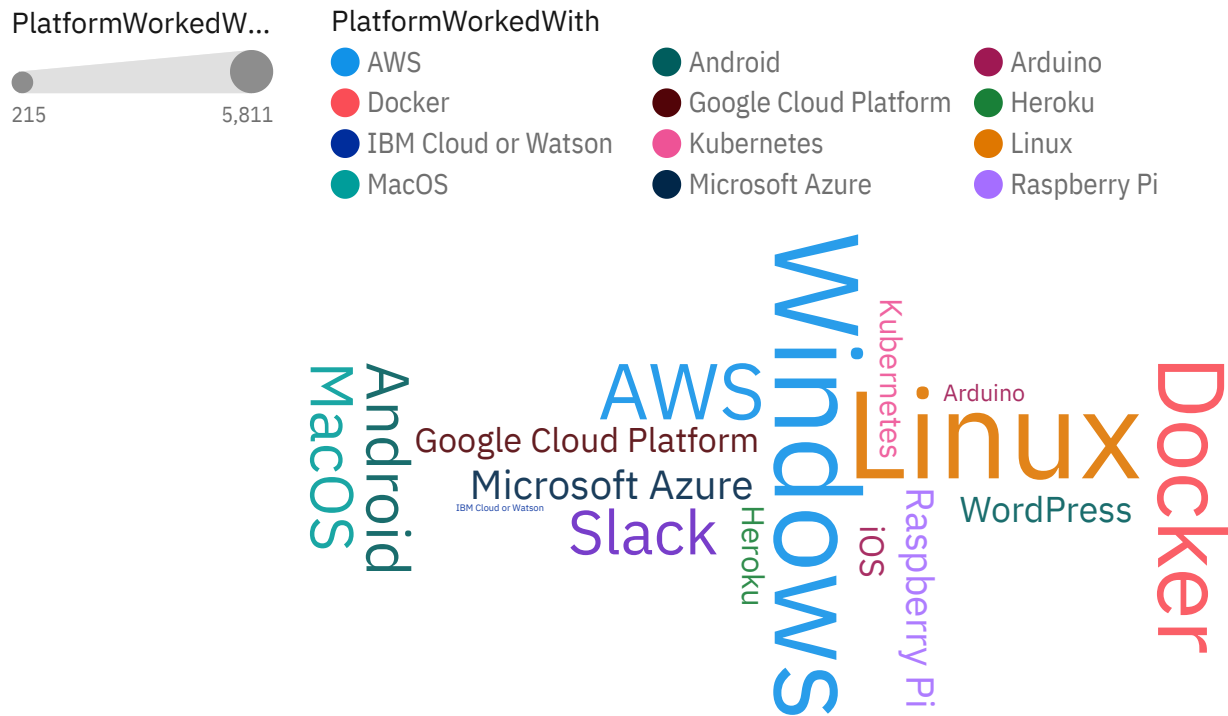 PlatformWorkedW...
215
5,811
PlatformWorkedWith
AWS
Android
Arduino
Docker
Google Cloud Platform
Heroku
IBM Cloud or Watson
Kubernetes
Linux
MacOS
Microsoft Azure
Raspberry Pi
Windows
Kubernetes
MacOS
Android
AWS
Linux
Arduino
Docker
Google Cloud Platform
Microsoft Azure
IBM Cloud or Watson
Slack
Heroku
iOS
Raspberry Pi
WordPress